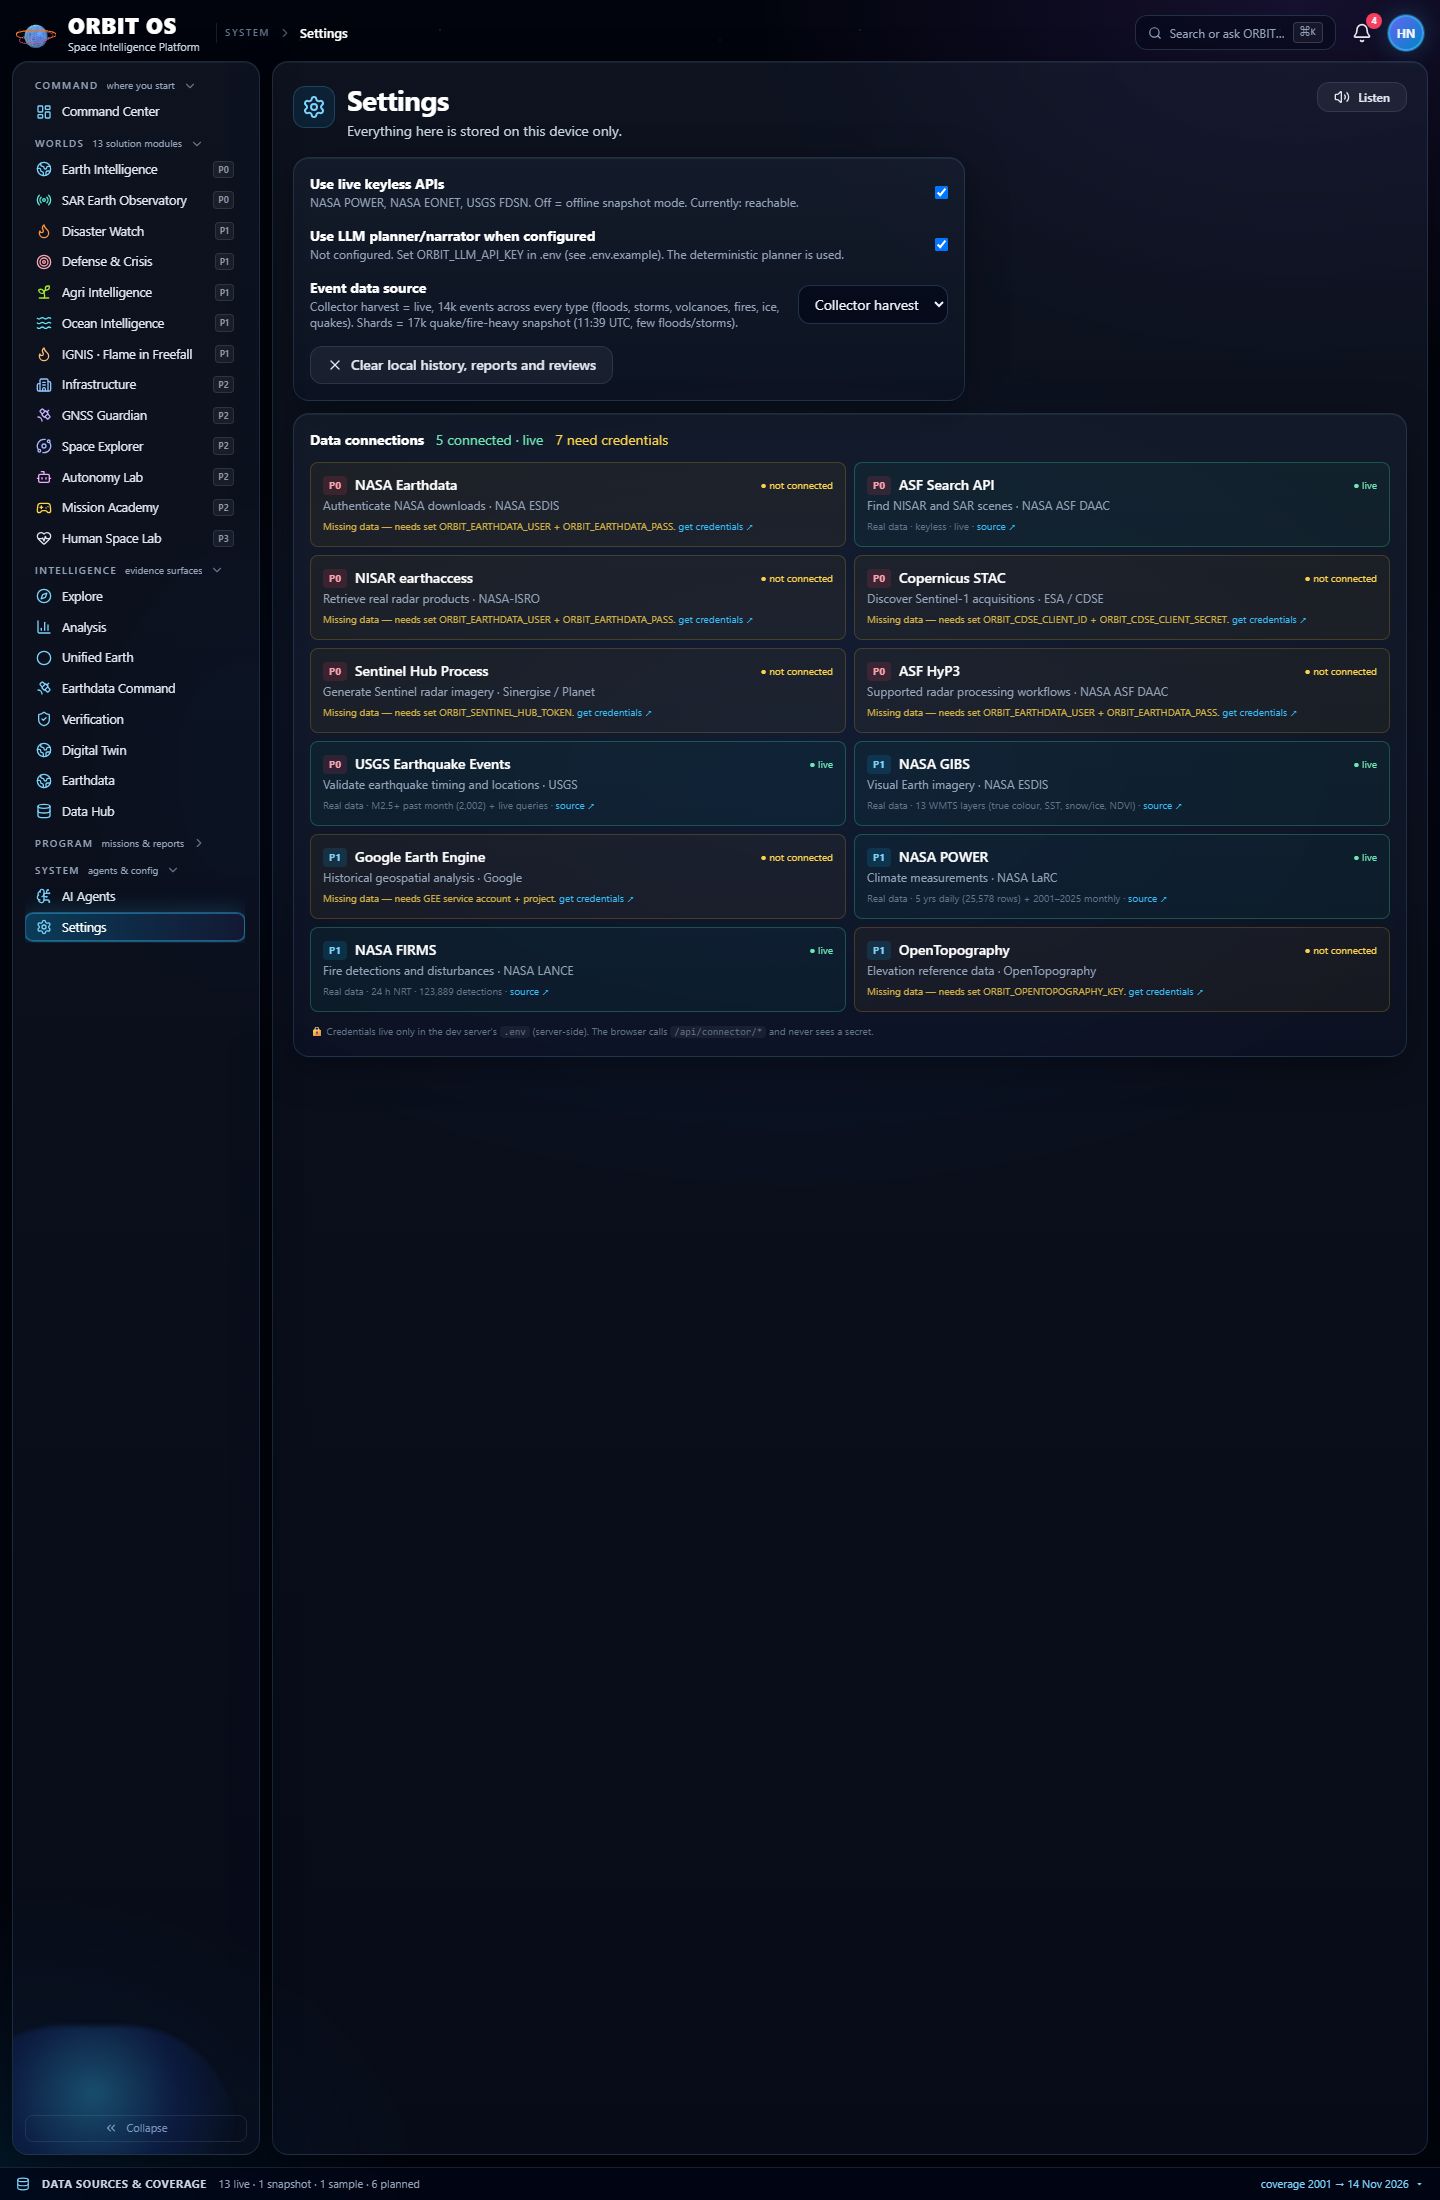 ORBIT OS
Space Intelligence Platform
SYSTEM > Settings
Search or ask ORBIT... ⌘K
4
HN
COMMAND where you start
Command Center
WORLDS 13 solution modules
Earth Intelligence P0
SAR Earth Observatory P0
Disaster Watch P1
Defense & Crisis P1
Agri Intelligence P1
Ocean Intelligence P1
IGNIS · Flame in Freefall P1
Infrastructure P2
GNSS Guardian P2
Space Explorer P2
Autonomy Lab P2
Mission Academy P2
Human Space Lab P3
INTELLIGENCE evidence surfaces
Explore
Analysis
Unified Earth
Earthdata Command
Verification
Digital Twin
Earthdata
Data Hub
PROGRAM missions & reports
SYSTEM agents & config
AI Agents
Settings
Collapse
Settings
Everything here is stored on this device only.
Listen
Use live keyless APIs
NASA POWER, NASA EONET, USGS FDSN. Off = offline snapshot mode. Currently: reachable.
Use LLM planner/narrator when configured
Not configured. Set ORBIT_LLM_API_KEY in .env (see .env.example). The deterministic planner is used.
Event data source
Collector harvest = live, 14k events across every type (floods, storms, volcanoes, fires, ice,
quakes). Shards = 17k quake/fire-heavy snapshot (11:39 UTC, few floods/storms).
Collector harvest
Clear local history, reports and reviews
Data connections 5 connected · live 7 need credentials
P0 NASA Earthdata ● not connected
Authenticate NASA downloads · NASA ESDIS
Missing data — needs set ORBIT_EARTHDATA_USER + ORBIT_EARTHDATA_PASS. get credentials ↗
P0 ASF Search API ● live
Find NISAR and SAR scenes · NASA ASF DAAC
Real data · keyless · live · source ↗
P0 NISAR earthaccess ● not connected
Retrieve real radar products · NASA-ISRO
Missing data — needs set ORBIT_EARTHDATA_USER + ORBIT_EARTHDATA_PASS. get credentials ↗
P0 Copernicus STAC ● not connected
Discover Sentinel-1 acquisitions · ESA / CDSE
Missing data — needs set ORBIT_CDSE_CLIENT_ID + ORBIT_CDSE_CLIENT_SECRET. get credentials ↗
P0 Sentinel Hub Process ● not connected
Generate Sentinel radar imagery · Sinergise / Planet
Missing data — needs set ORBIT_SENTINEL_HUB_TOKEN. get credentials ↗
P0 ASF HyP3 ● not connected
Supported radar processing workflows · NASA ASF DAAC
Missing data — needs set ORBIT_EARTHDATA_USER + ORBIT_EARTHDATA_PASS. get credentials ↗
P0 USGS Earthquake Events ● live
Validate earthquake timing and locations · USGS
Real data · M2.5+ past month (2,002) + live queries · source ↗
P1 NASA GIBS ● live
Visual Earth imagery · NASA ESDIS
Real data · 13 WMTS layers (true colour, SST, snow/ice, NDVI) · source ↗
P1 Google Earth Engine ● not connected
Historical geospatial analysis · Google
Missing data — needs GEE service account + project. get credentials ↗
P1 NASA POWER ● live
Climate measurements · NASA LaRC
Real data · 5 yrs daily (25,578 rows) + 2001–2025 monthly · source ↗
P1 NASA FIRMS ● live
Fire detections and disturbances · NASA LANCE
Real data · 24 h NRT · 123,889 detections · source ↗
P1 OpenTopography ● not connected
Elevation reference data · OpenTopography
Missing data — needs set ORBIT_OPENTOPOGRAPHY_KEY. get credentials ↗
Credentials live only in the dev server's .env (server-side). The browser calls /api/connector/* and never sees a secret.
DATA SOURCES & COVERAGE 13 live · 1 snapshot · 1 sample · 6 planned
coverage 2001 → 14 Nov 2026